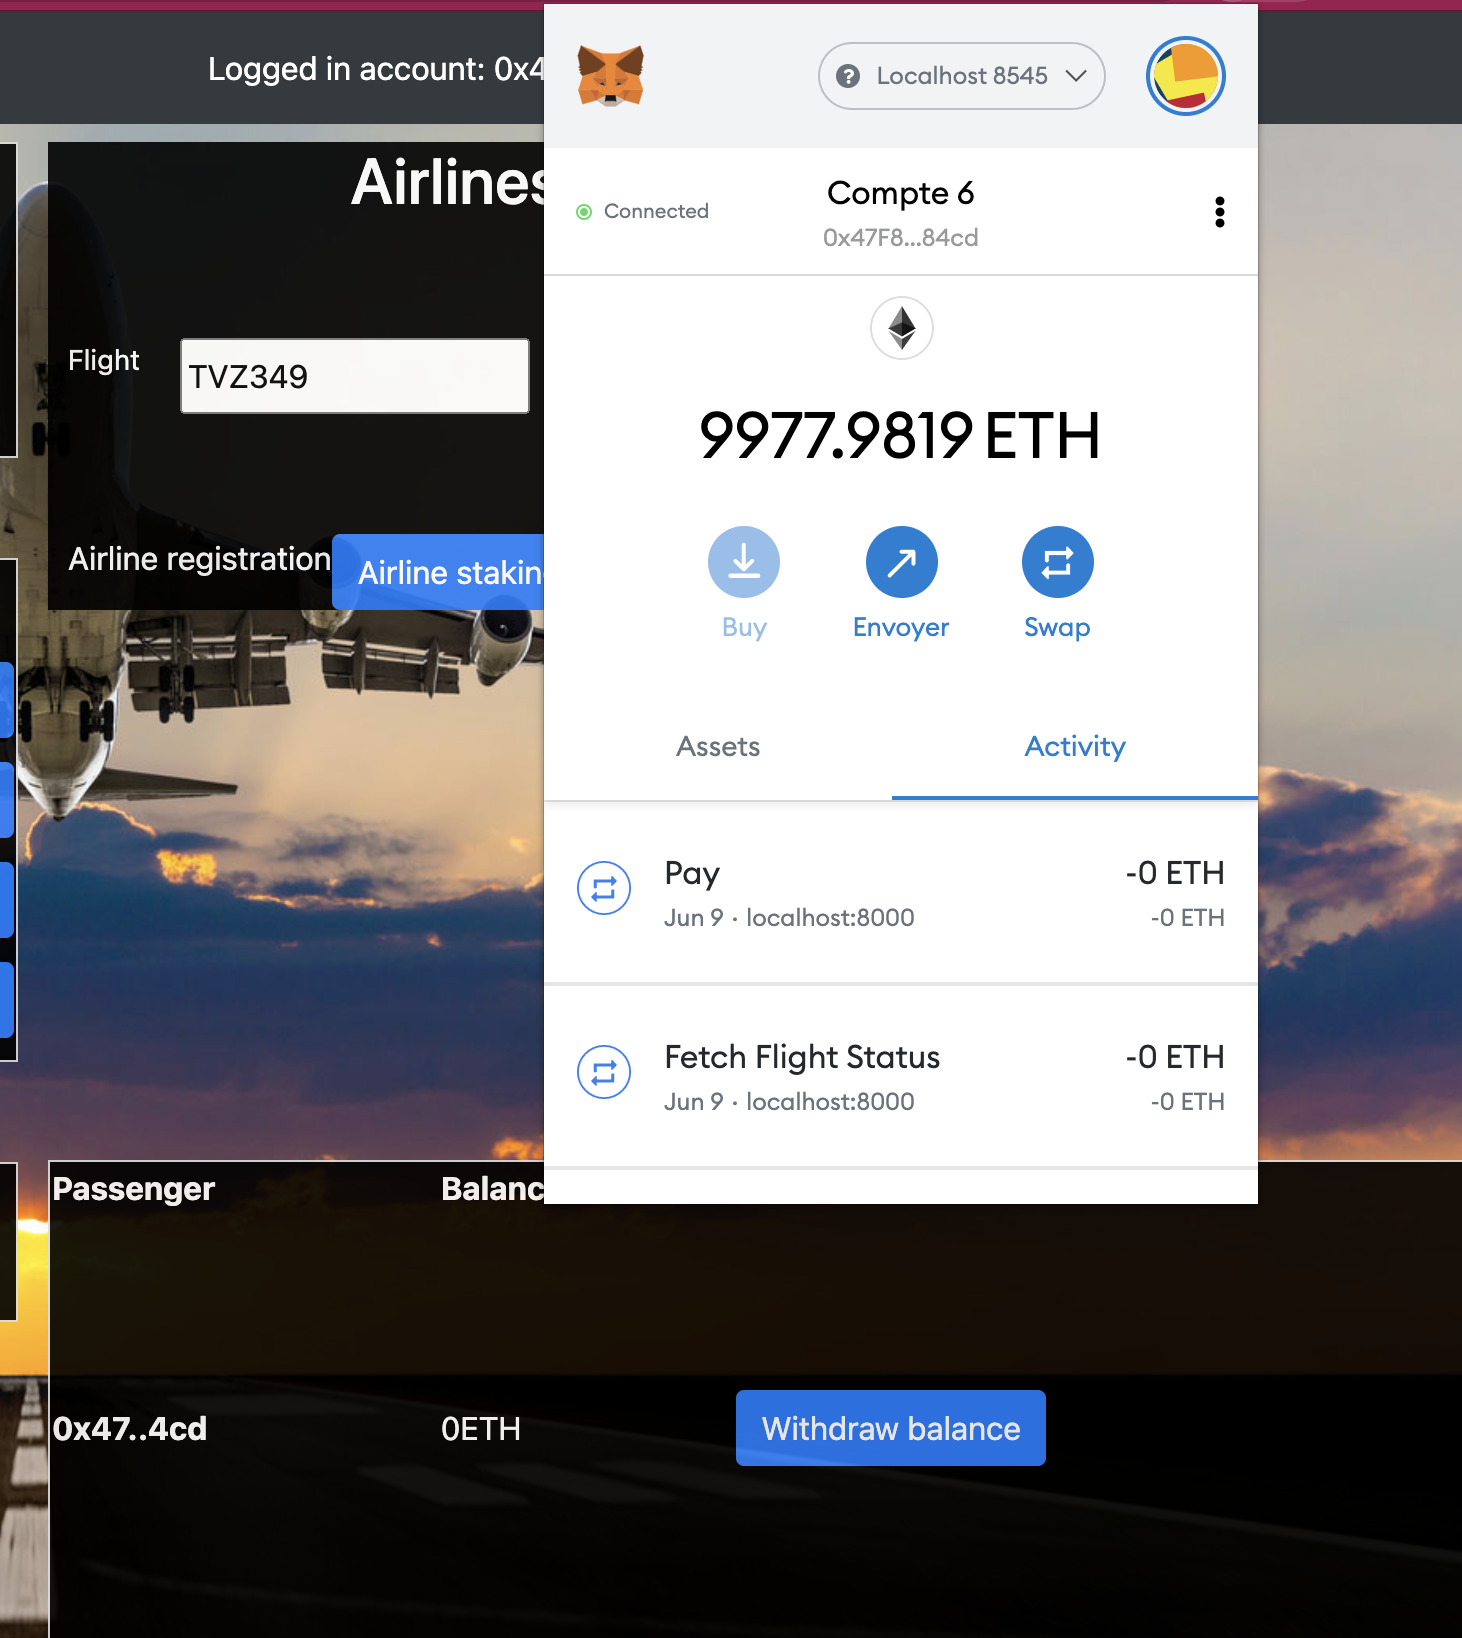 Logged in account: 0x4
Localhost 8545
Airlines
Connected
Compte 6
0x47F8...84cd
Flight
TVZ349
9977.9819 ETH
Airline registration
Airline stakin
Buy
Envoyer
Swap
Assets
Activity
Pay
-0 ETH
Jun 9 · localhost:8000
-0 ETH
Fetch Flight Status
-0 ETH
Jun 9 · localhost:8000
-0 ETH
Passenger
Balanc
0x47..4cd
0ETH
Withdraw balance